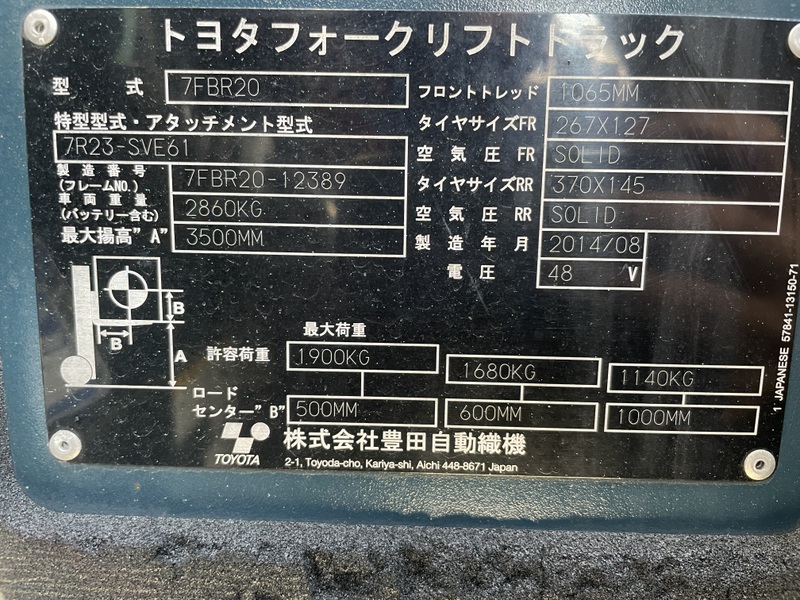 トヨタフォークリフトトラック
型 式 7FBR20
特型型式・アタッチメント型式
7R23-SVE61
製造番号 (フレームNO.) 7FBR20-12389
車両重量 (バッテリー含む) 2860KG
最大揚高"A" 3500MM
フロントトレッド 1065MM
タイヤサイズFR 267X127
空気圧 FR SOLID
タイヤサイズRR 370X145
空気圧 RR SOLID
製造年月 2014/08
電圧 48 V
B
B
A
最大荷重
許容荷重 1900KG 1680KG 1140KG
ロード
センター"B" 500MM 600MM 1000MM
TOYOTA 株式会社豊田自動織機
2-1, Toyoda-cho, Kariya-shi, Aichi 448-8671 Japan
1 JAPANESE 57841-13150-71